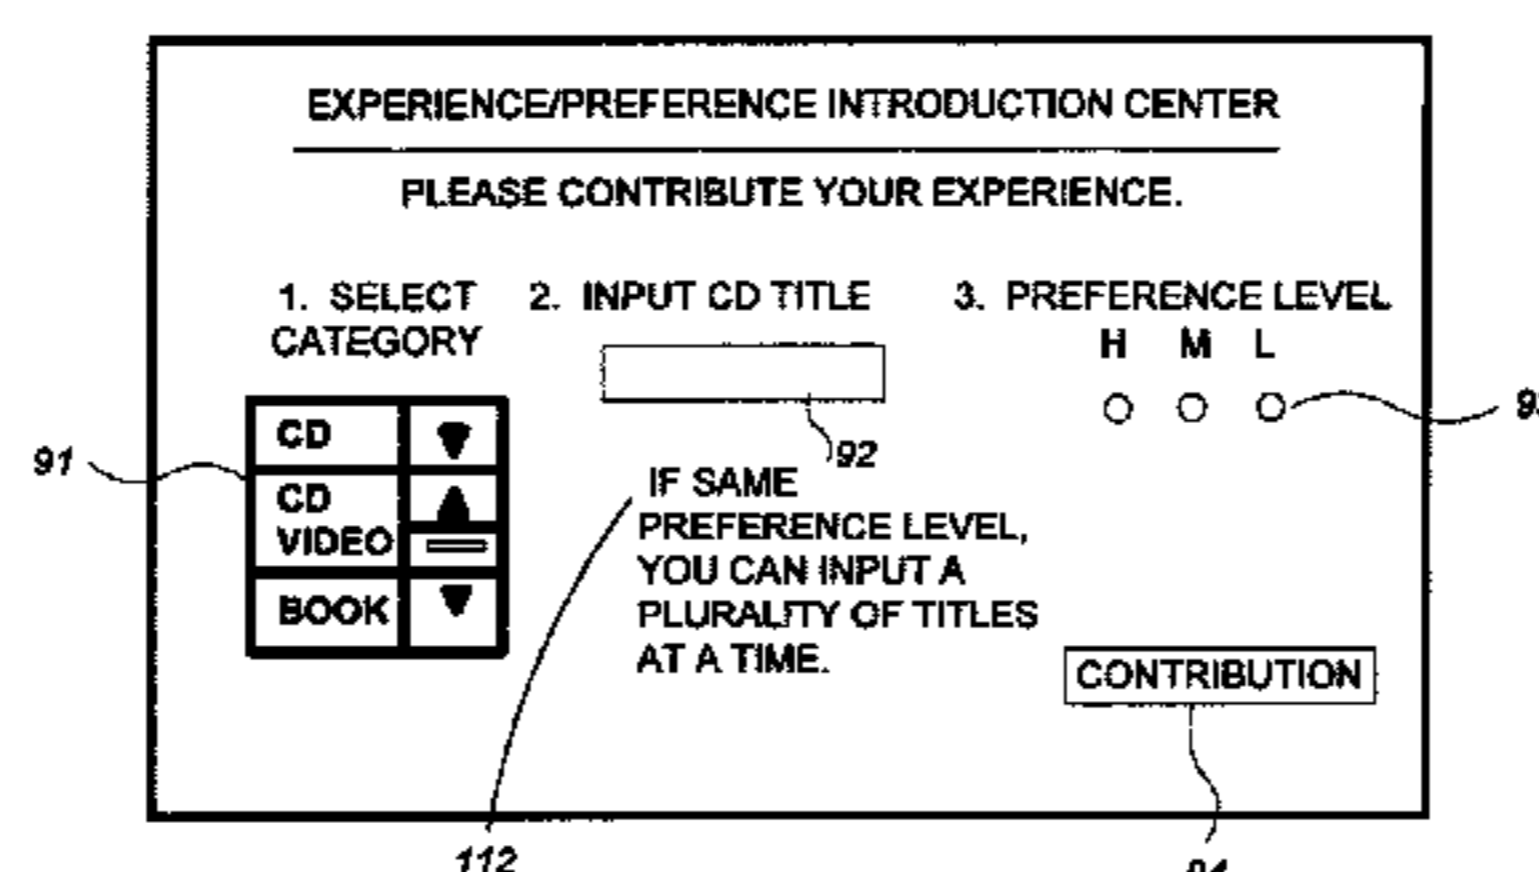 EXPERIENCE/PREFERENCE INTRODUCTION CENTER
PLEASE CONTRIBUTE YOUR EXPERIENCE.
1. SELECT
CATEGORY
2. INPUT CD TITLE
3. PREFERENCE LEVEL
H M L
CD
CD
VIDEO
BOOK
91
92
IF SAME
PREFERENCE LEVEL,
YOU CAN INPUT A
PLURALITY OF TITLES
AT A TIME.
CONTRIBUTION
112